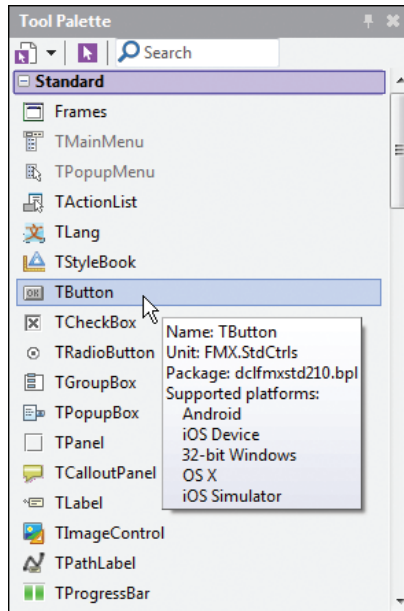 Tool Palette
Search
Standard
Frames
TMainMenu
TPopupMenu
TActionList
TLang
TStyleBook
OK TButton
TCheckBox
TRadioButton
TGroupBox
TPopupBox
TPanel
TCalloutPanel
TLabel
TImageControl
TPathLabel
TProgressBar
Name: TButton
Unit: FMX.StdCtrls
Package: dclfmxstd210.bpl
Supported platforms:
Android
iOS Device
32-bit Windows
OS X
iOS Simulator